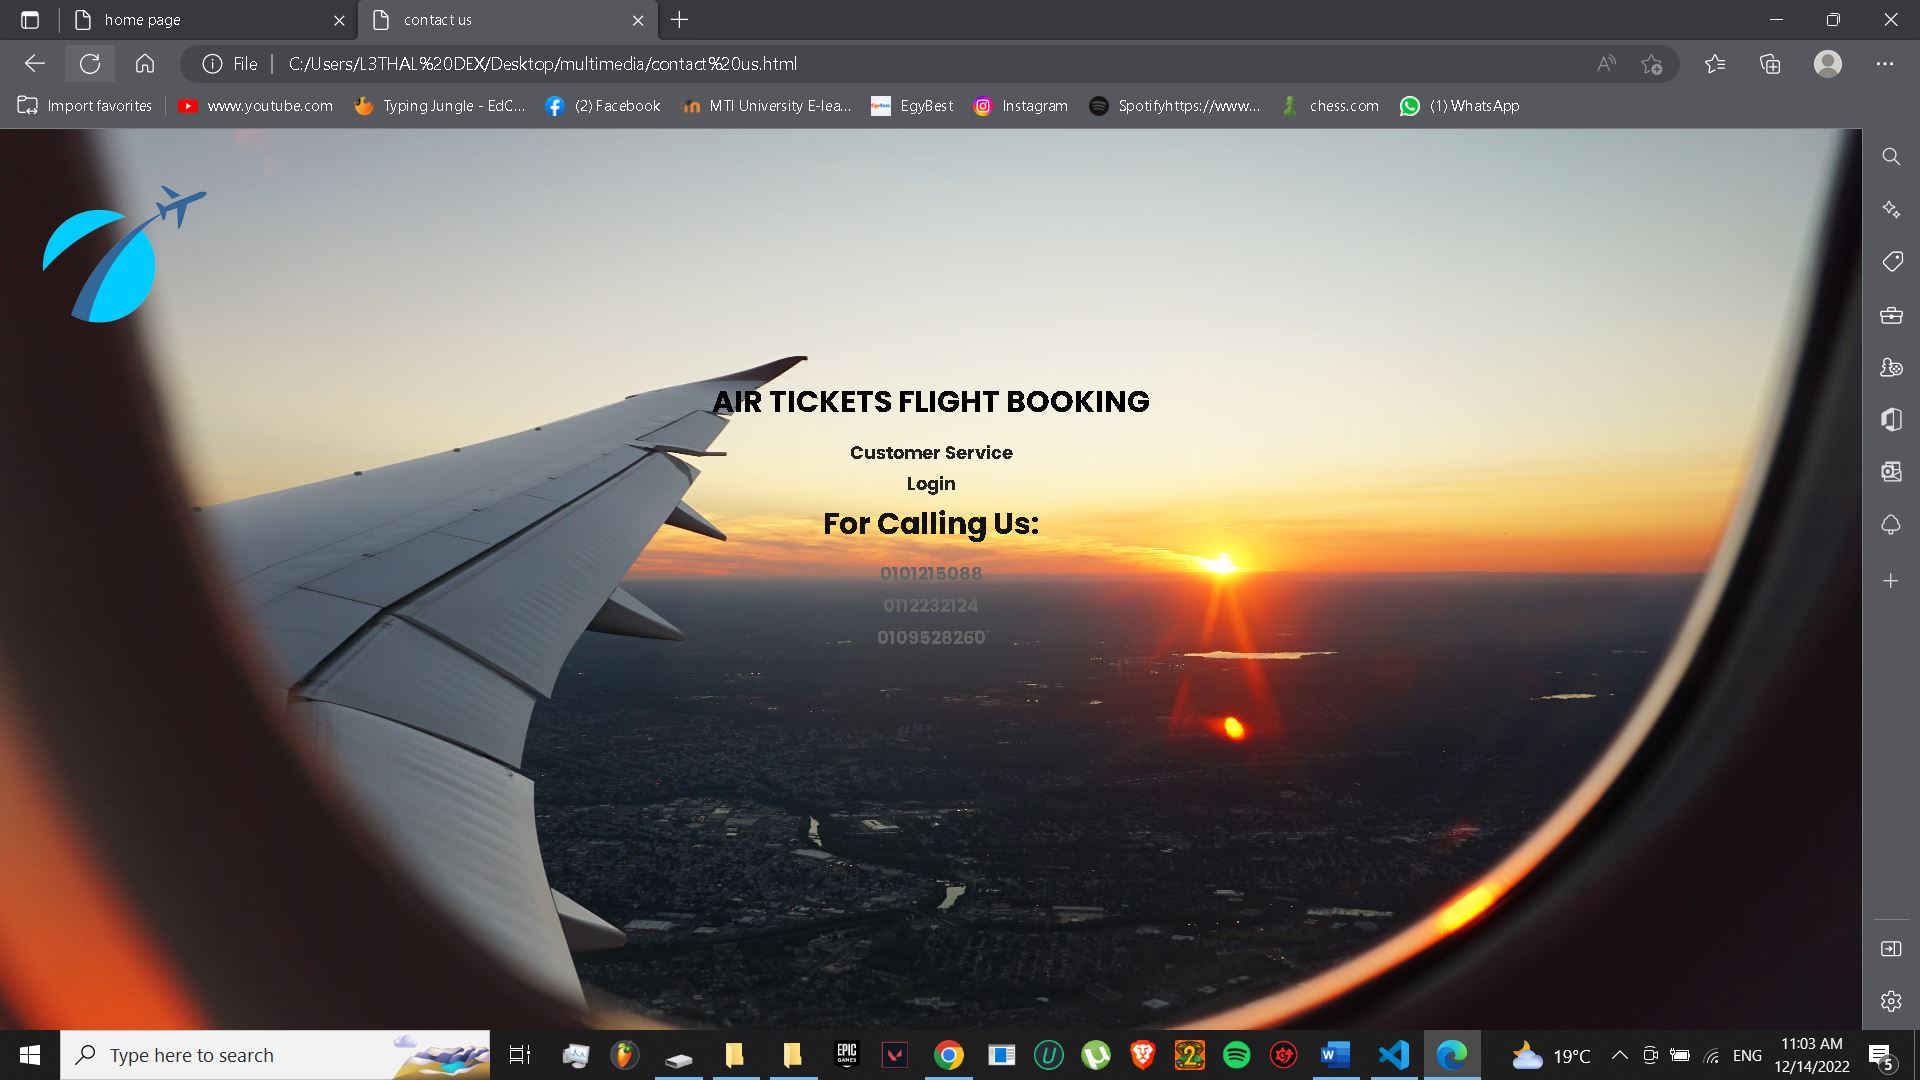 home page
contact us
File
C:/Users/L3THAL%20DEX/Desktop/multimedia/contact%20us.html
Import favorites
www.youtube.com
Typing Jungle - EdC...
(2) Facebook
MTI University E-lea...
EgyBest
Instagram
Spotifyhttps://www...
chess.com
(1) WhatsApp
AIR TICKETS FLIGHT BOOKING
Customer Service
Login
For Calling Us:
0101215088
0112232124
0109528260
Type here to search
EPIC
GAMES
19°C
ENG
11:03 AM
12/14/2022
5